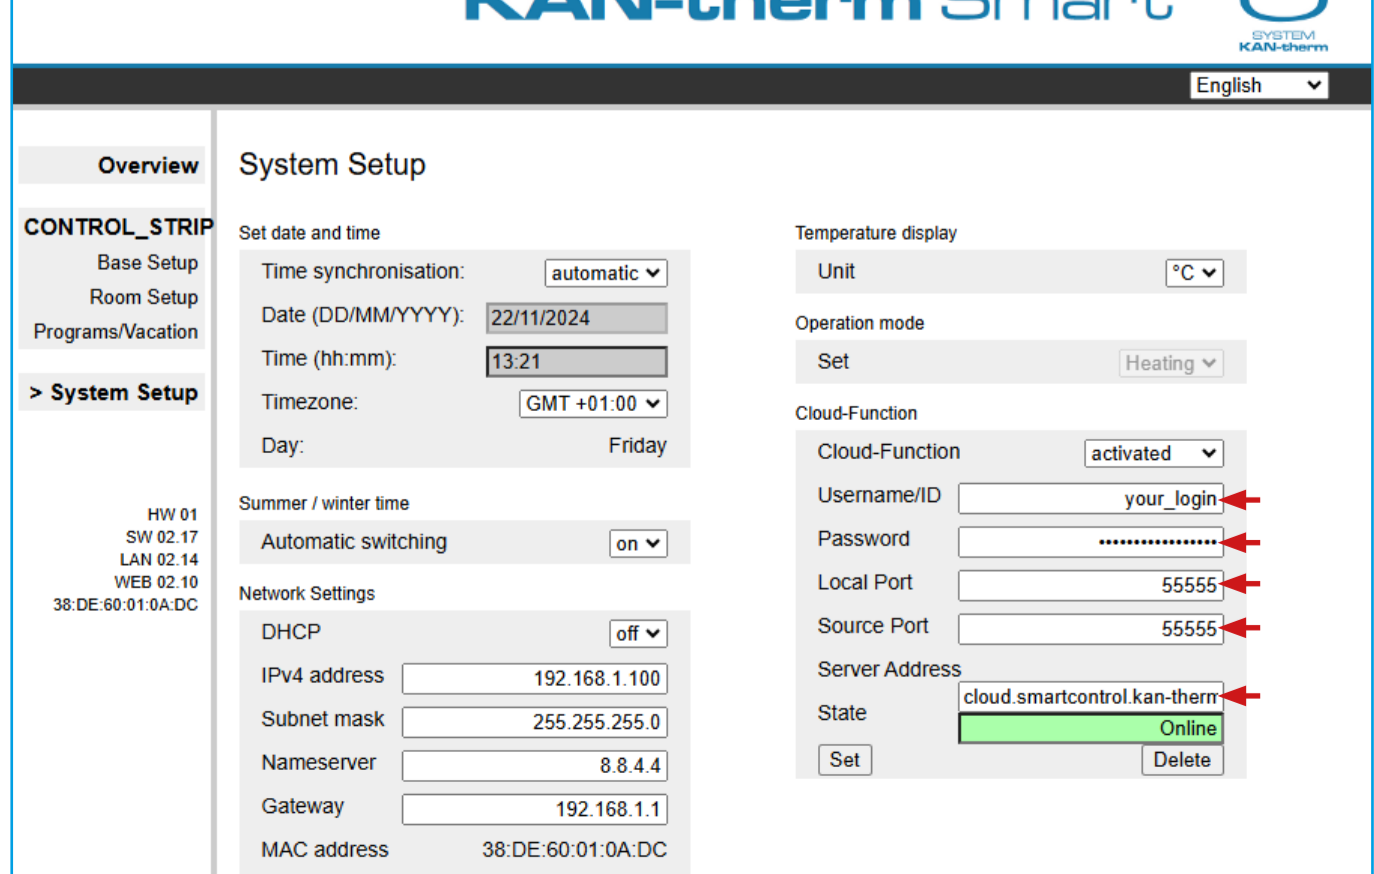 KAN-therm Smart
SYSTEM
KAN-therm
English
Overview
CONTROL_STRIP
Base Setup
Room Setup
Programs/Vacation
> System Setup
HW 01
SW 02.17
LAN 02.14
WEB 02.10
38:DE:60:01:0A:DC
System Setup
Set date and time
Time synchronisation: automatic
Date (DD/MM/YYYY): 22/11/2024
Time (hh:mm): 13:21
Timezone: GMT +01:00
Day: Friday
Summer / winter time
Automatic switching on
Network Settings
DHCP off
IPv4 address 192.168.1.100
Subnet mask 255.255.255.0
Nameserver 8.8.4.4
Gateway 192.168.1.1
MAC address 38:DE:60:01:0A:DC
Temperature display
Unit °C
Operation mode
Set Heating
Cloud-Function
Cloud-Function activated
Username/ID your_login
Password •••••••••••••••••
Local Port 55555
Source Port 55555
Server Address
cloud.smartcontrol.kan-therm
State Online
Set Delete